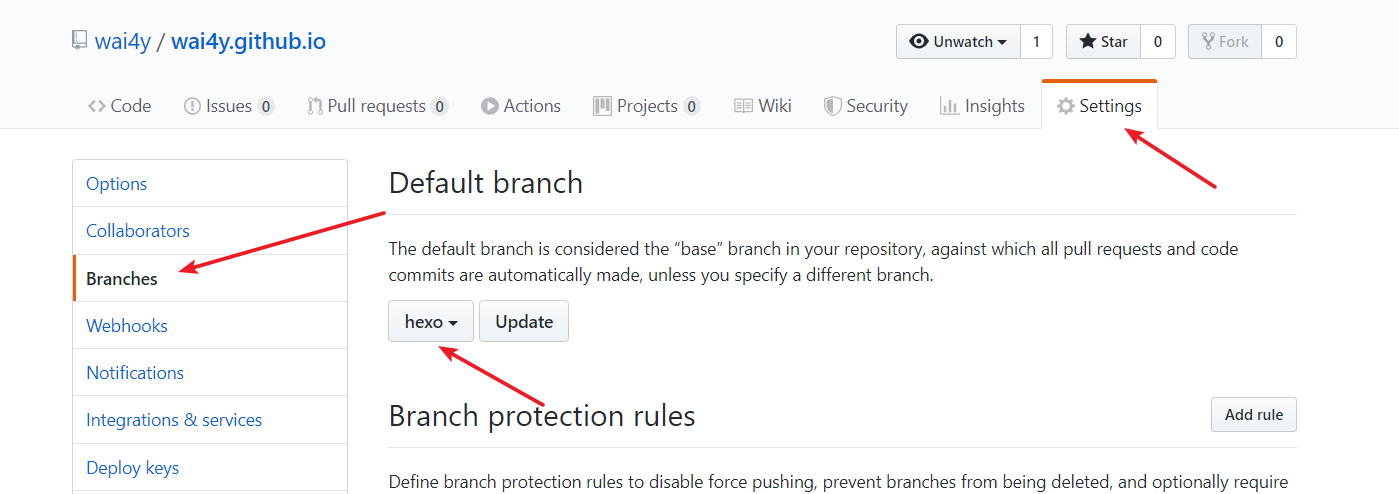 wai4y / wai4y.github.io
Unwatch 1 Star 0 Fork 0
Code Issues 0 Pull requests 0 Actions Projects 0 Wiki Security Insights Settings
Options
Collaborators
Branches
Webhooks
Notifications
Integrations & services
Deploy keys
Default branch
The default branch is considered the “base” branch in your repository, against which all pull requests and code
commits are automatically made, unless you specify a different branch.
hexo Update
Branch protection rules
Add rule
Define branch protection rules to disable force pushing, prevent branches from being deleted, and optionally require